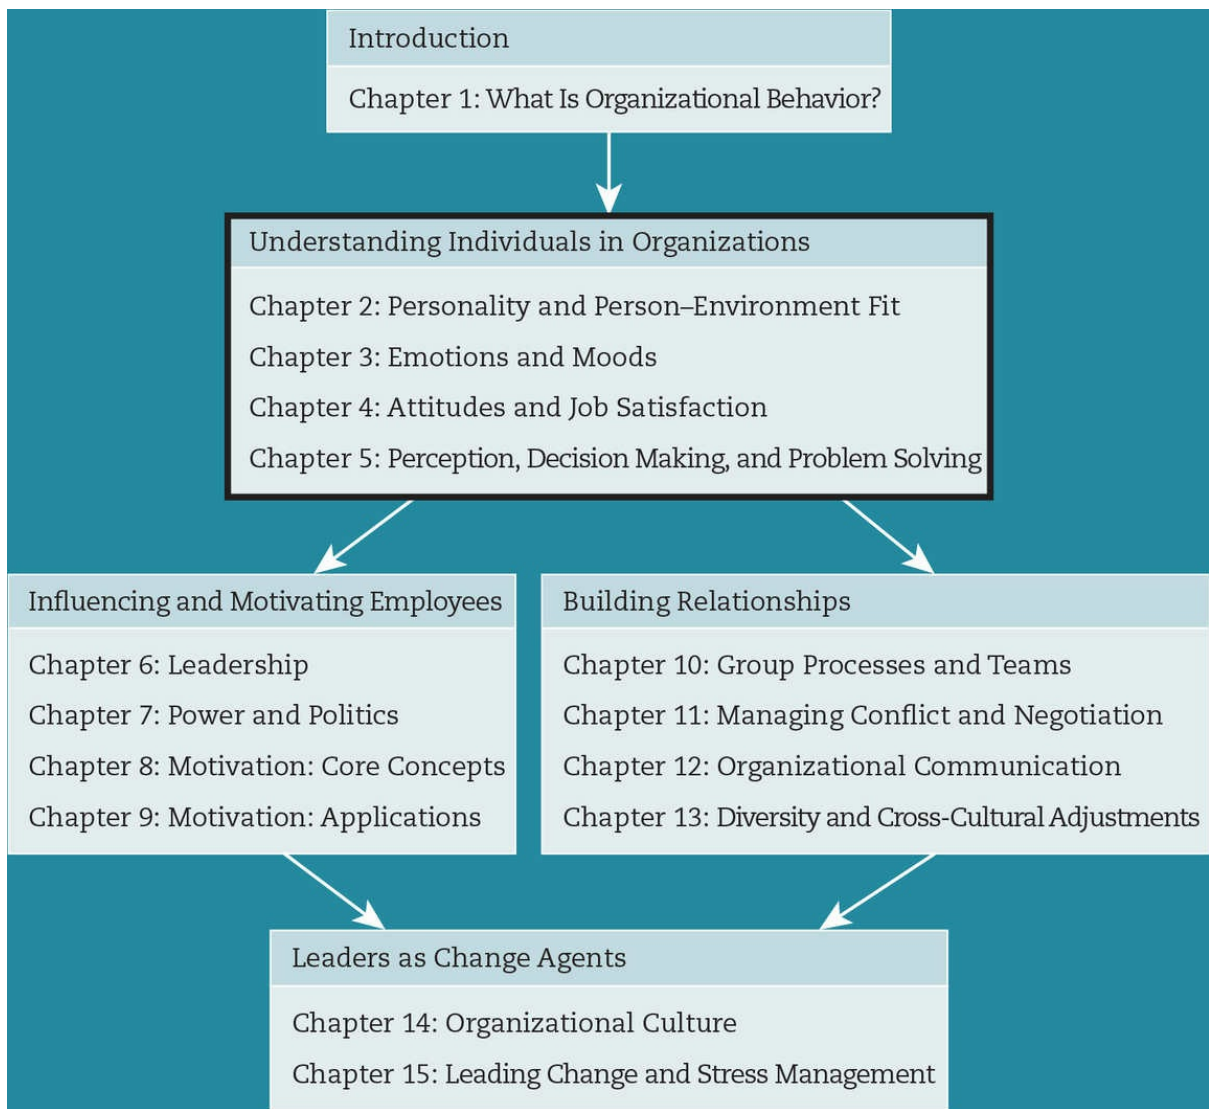 Introduction
Chapter 1: What Is Organizational Behavior?
Understanding Individuals in Organizations
Chapter 2: Personality and Person–Environment Fit
Chapter 3: Emotions and Moods
Chapter 4: Attitudes and Job Satisfaction
Chapter 5: Perception, Decision Making, and Problem Solving
Influencing and Motivating Employees
Chapter 6: Leadership
Chapter 7: Power and Politics
Chapter 8: Motivation: Core Concepts
Chapter 9: Motivation: Applications
Building Relationships
Chapter 10: Group Processes and Teams
Chapter 11: Managing Conflict and Negotiation
Chapter 12: Organizational Communication
Chapter 13: Diversity and Cross-Cultural Adjustments
Leaders as Change Agents
Chapter 14: Organizational Culture
Chapter 15: Leading Change and Stress Management